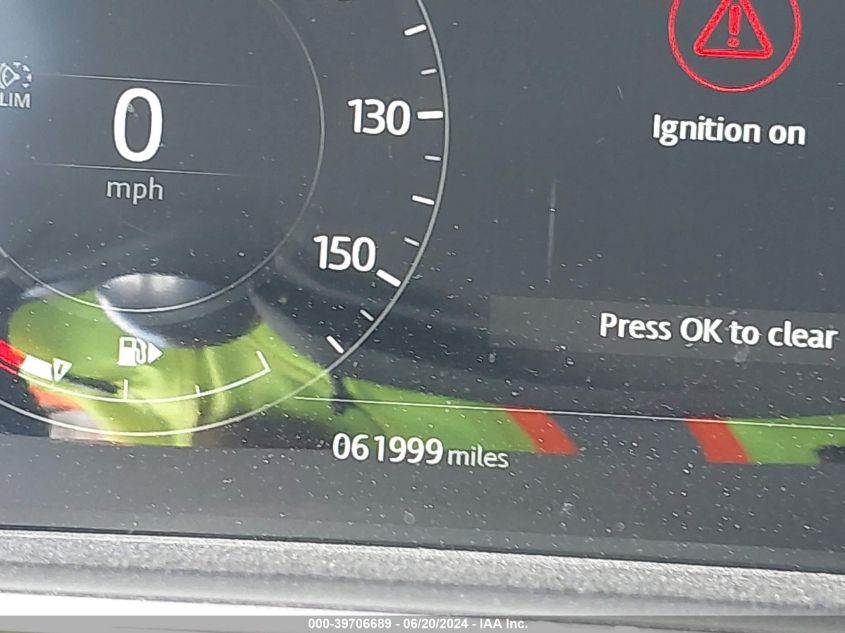 LIM
0
mph
130
150
Ignition on
Press OK to clear
061999 miles
000-39706689 - 06/20/2024 - IAA Inc.